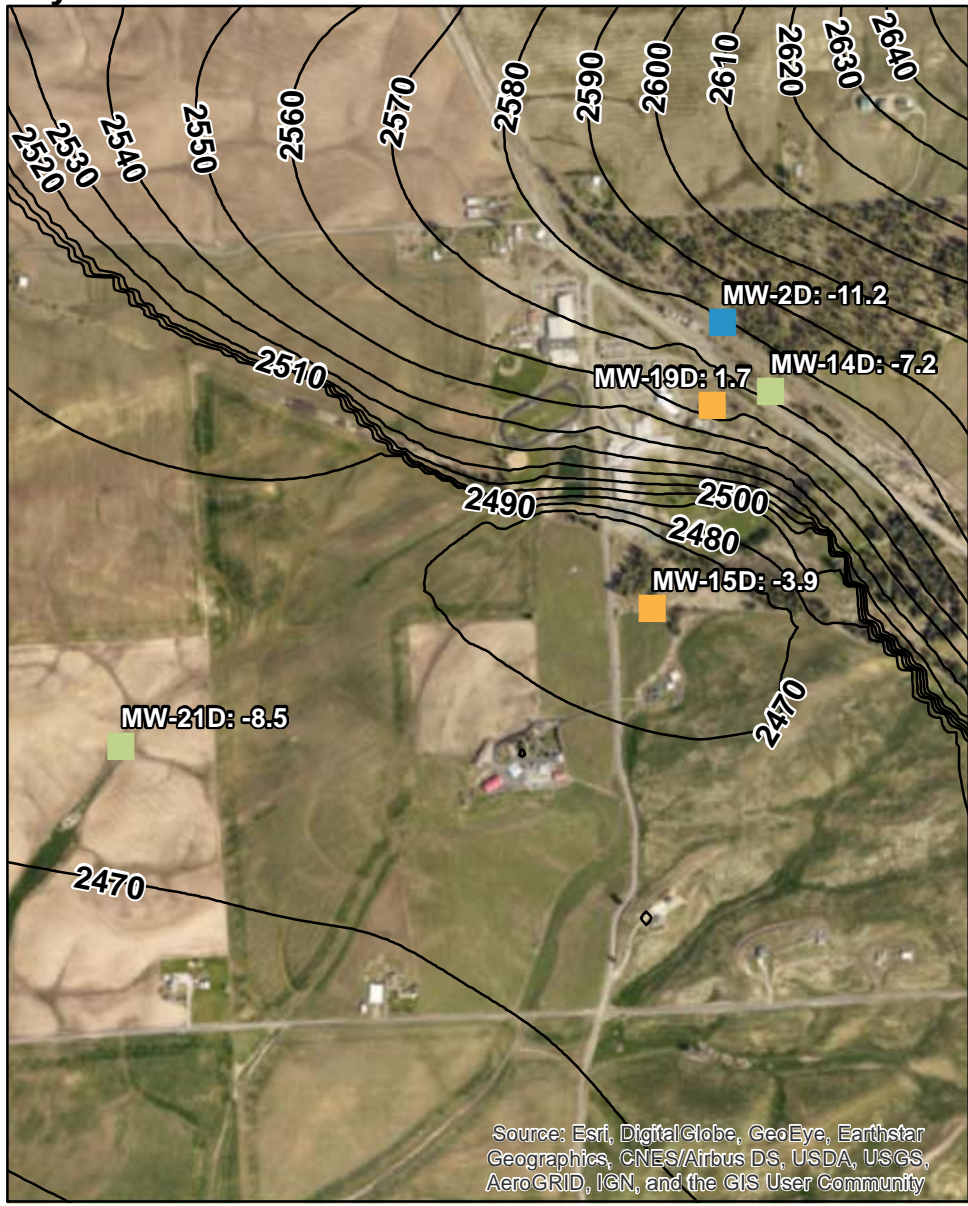 2520
2530
2540
2550
2560
2570
2580
2590
2600
2610
2620
2630
2640
MW-2D: -11.2
2510
MW-19D: 1.7
MW-14D: -7.2
2490
2500
2480
MW-15D: -3.9
2470
MW-21D: -8.5
2470
Source: Esri, DigitalGlobe, GeoEye, Earthstar
Geographics, CNES/Airbus DS, USDA, USGS,
AeroGRID, IGN, and the GIS User Community